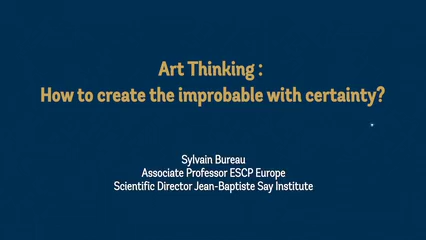 Art Thinking :
How to create the improbable with certainty?
Sylvain Bureau
Associate Professor ESCP Europe
Scientific Director Jean-Baptiste Say Institute